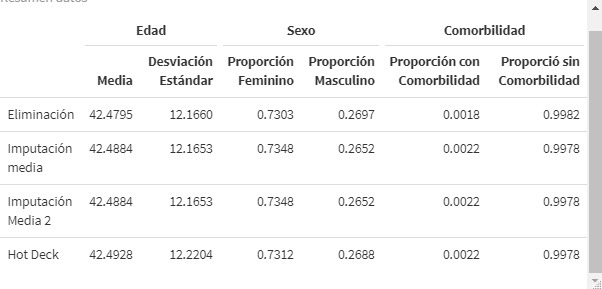 Resumen datos
Edad Sexo Comorbilidad
Media Desviación Estándar Proporción Feminino Proporción Masculino Proporción con Comorbilidad Proporció sin Comorbilidad
Eliminación 42.4795 12.1660 0.7303 0.2697 0.0018 0.9982
Imputación media 42.4884 12.1653 0.7348 0.2652 0.0022 0.9978
Imputación Media 2 42.4884 12.1653 0.7348 0.2652 0.0022 0.9978
Hot Deck 42.4928 12.2204 0.7312 0.2688 0.0022 0.9978